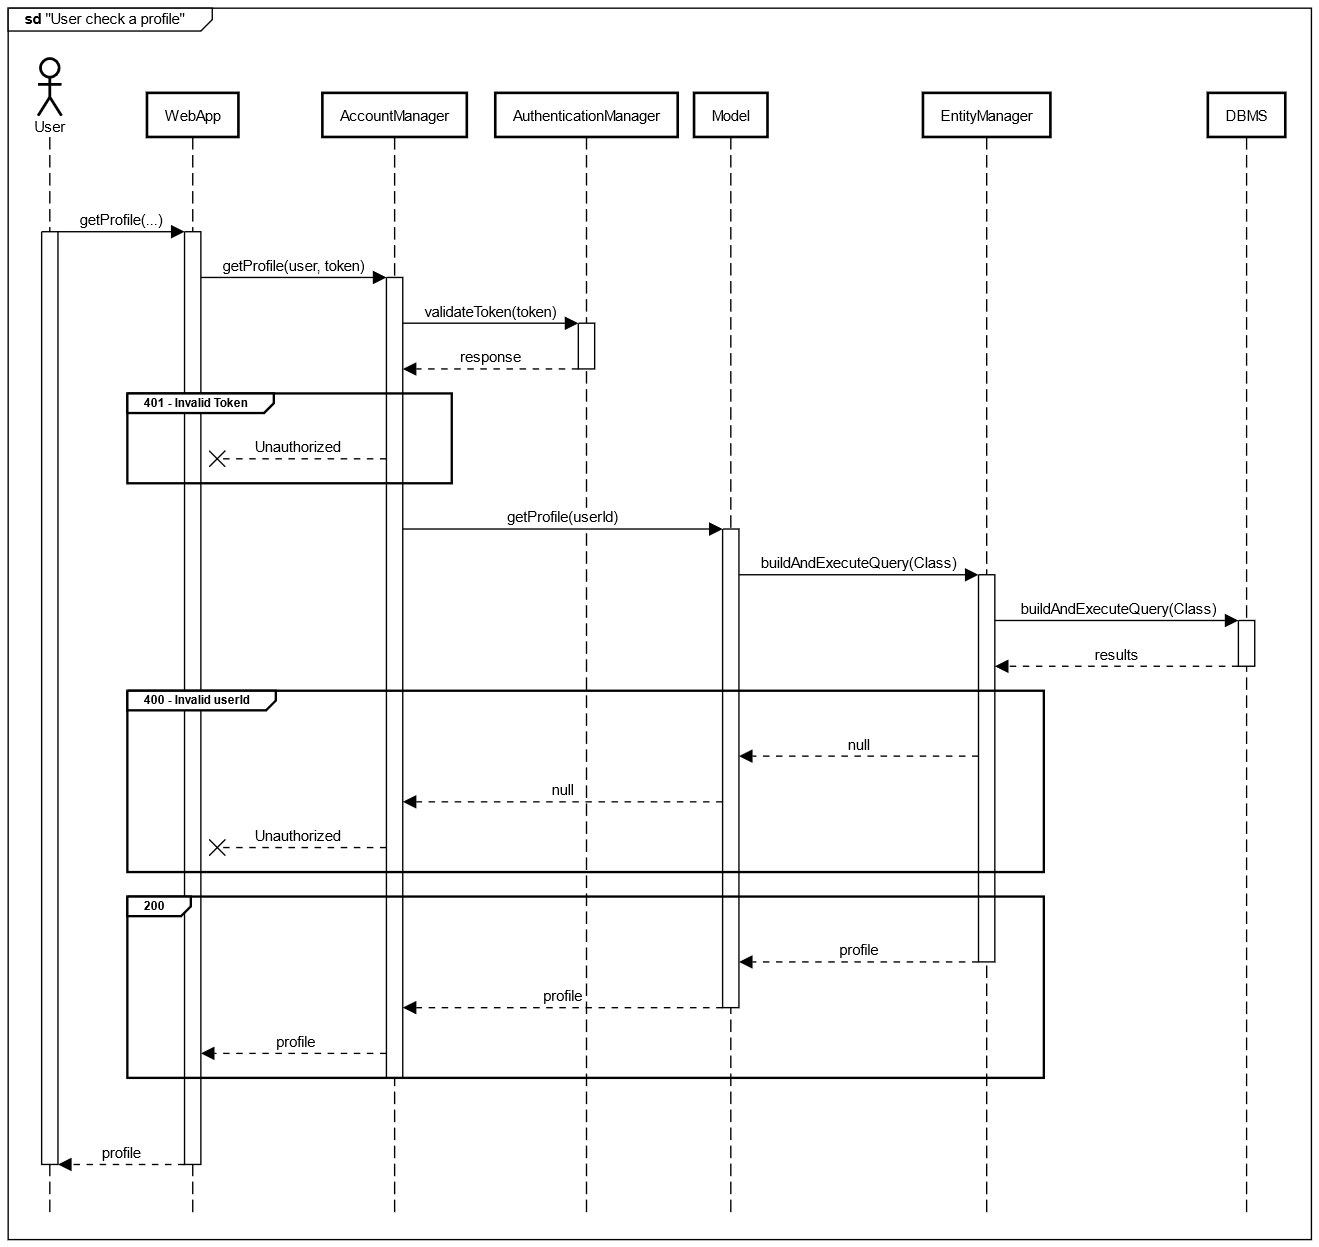 sd "User check a profile"
User
WebApp
AccountManager
AuthenticationManager
Model
EntityManager
DBMS
getProfile(...)
getProfile(user, token)
validateToken(token)
response
401 - Invalid Token
Unauthorized
getProfile(userId)
buildAndExecuteQuery(Class)
buildAndExecuteQuery(Class)
results
400 - Invalid userId
null
null
Unauthorized
200
profile
profile
profile
profile